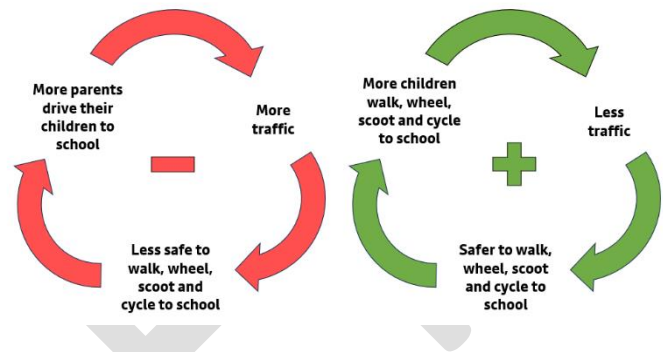 More parents
drive their
children to
school
More
traffic
Less safe to
walk, wheel,
scoot and
cycle to school
More children
walk, wheel,
scoot and cycle
to school
Less
traffic
Safer to walk,
wheel, scoot
and cycle to
school